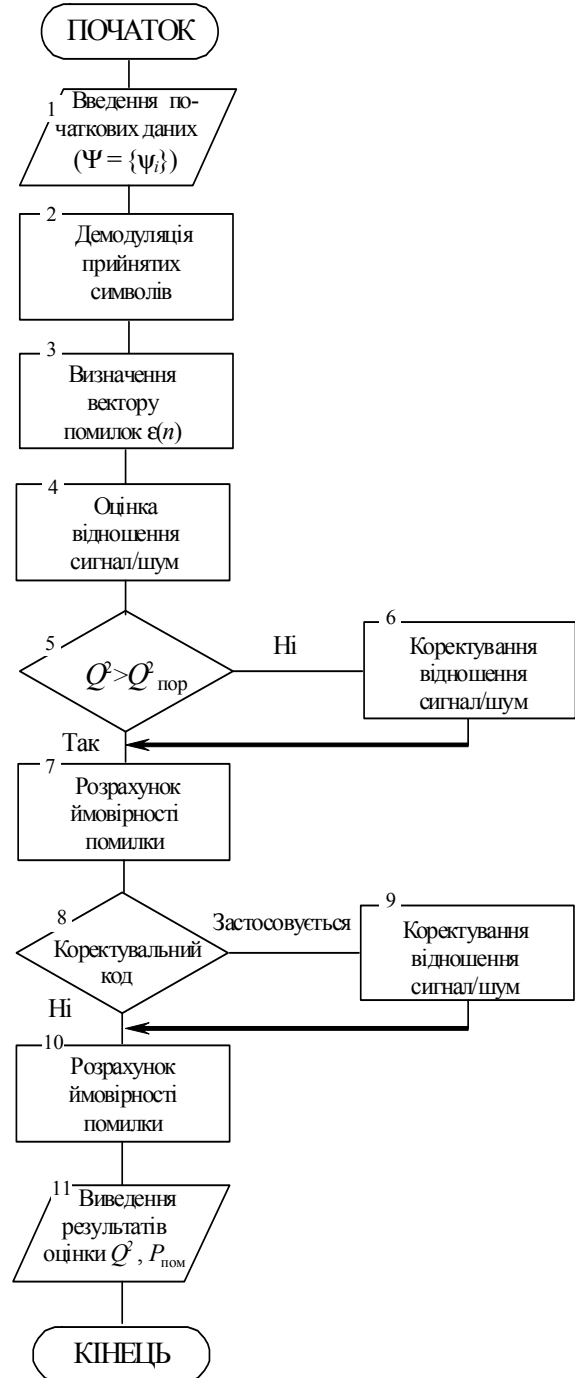 ПОЧАТОК
1
Введення по-
чаткових даних
(Ψ = {ψi})
2
Демодуляція
прийнятих
символів
3
Визначення
вектору
помилок ε(n)
4
Оцінка
відношення
сигнал/шум
5
Q²>Q² пор
Ні
6
Коректування
відношення
сигнал/шум
Так
7
Розрахунок
ймовірності
помилки
8
Коректувальний
код
Застосовується
9
Коректування
відношення
сигнал/шум
Ні
10
Розрахунок
ймовірності
помилки
11
Виведення
результатів
оцінки Q² , Pпом
КІНЕЦЬ